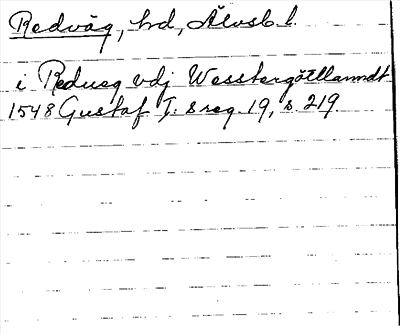 Redväg, hd, Älvsb. l.
i Redueg vdj Wesstergötllanndt
1548 Gustaf I: s reg. 19, s. 219.